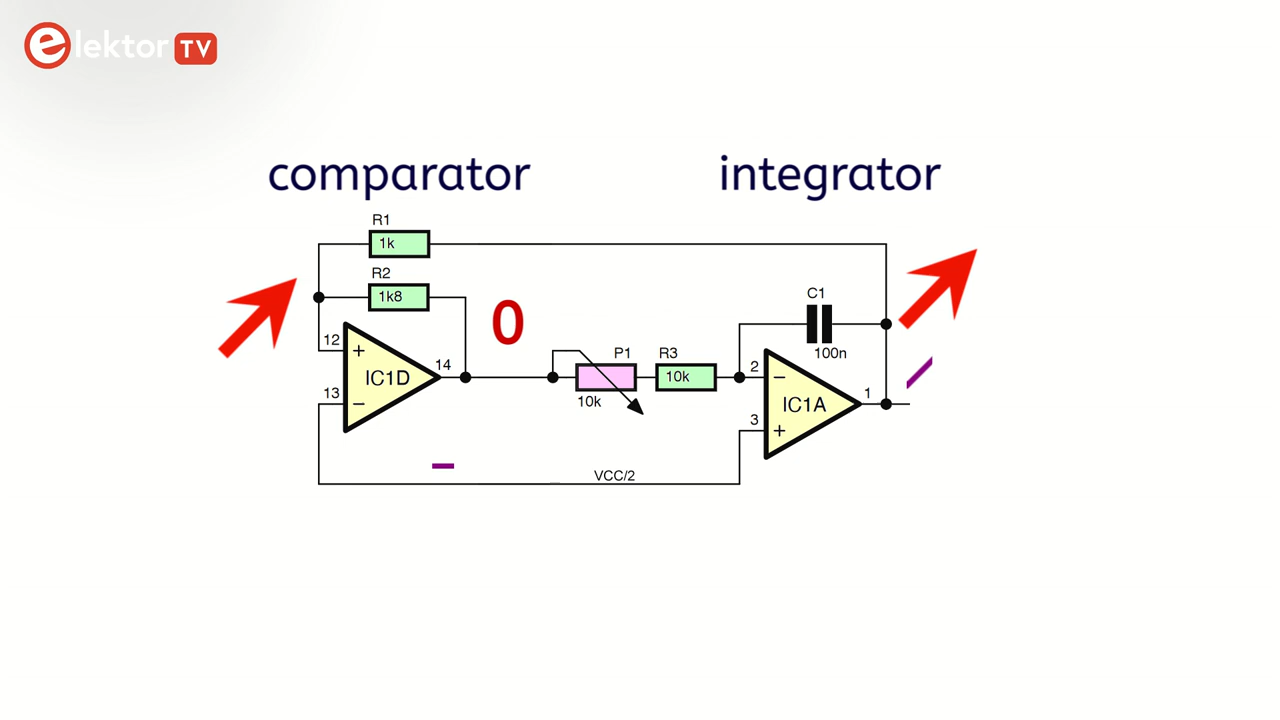 elektor TV
comparator
integrator
R1
1k
R2
1k8
0
C1
100n
12
+
14
IC1D
13
−
P1
10k
R3
10k
2
−
IC1A
1
3
+
VCC/2